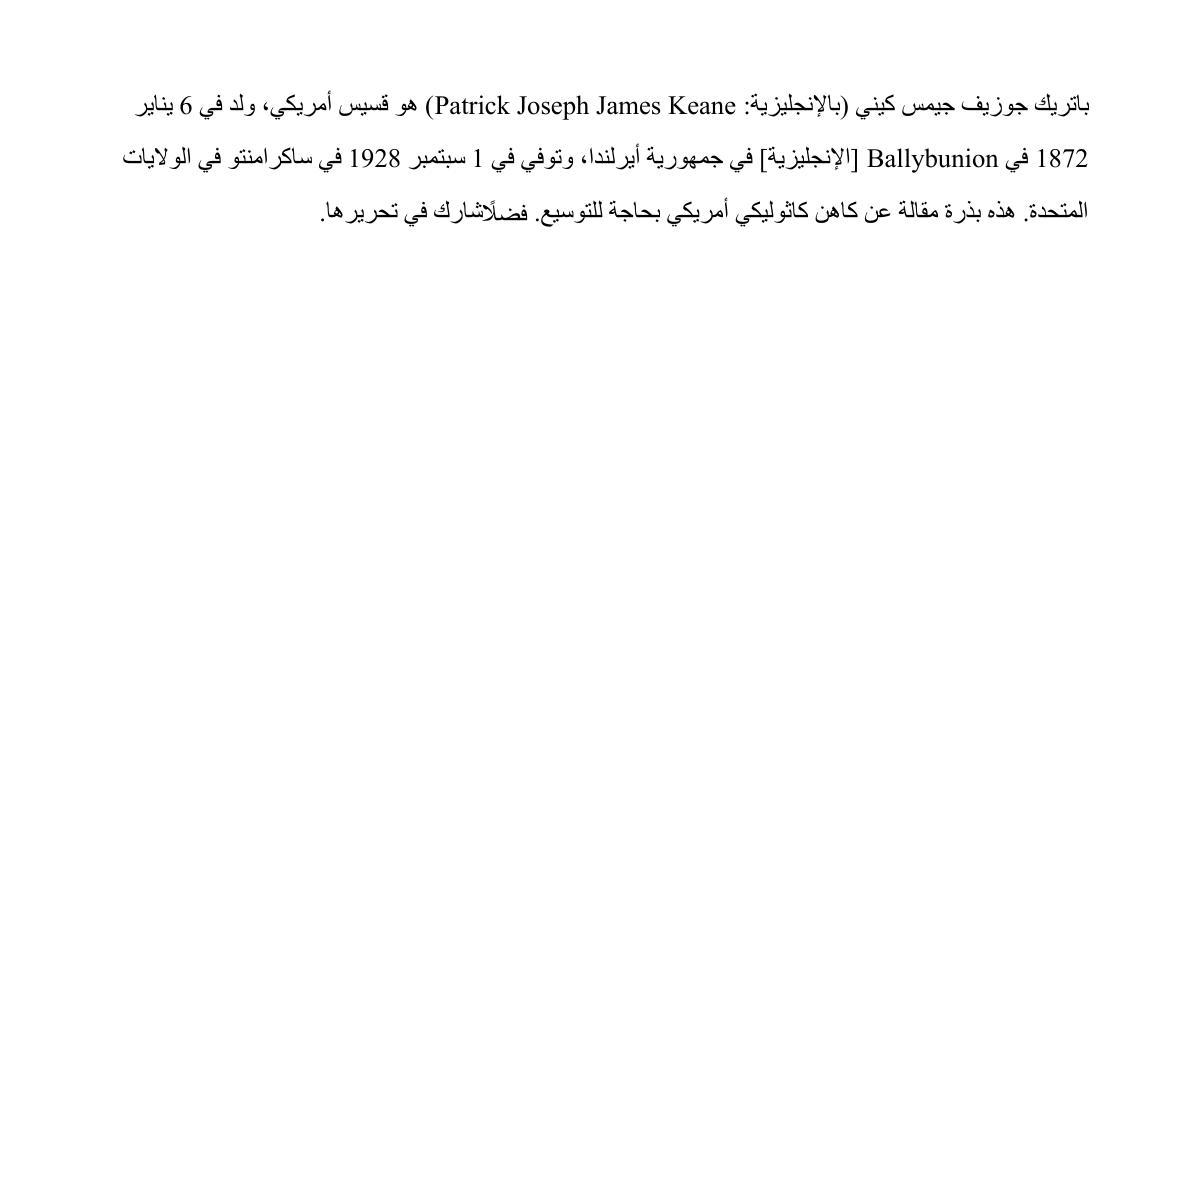 باتريك جوزيف جيمس كيني (بالإنجليزية: Patrick Joseph James Keane) هو قسيس أمريكي، ولد في 6 يناير
1872 في Ballybunion [الإنجليزية] في جمهورية أيرلندا، وتوفي في 1 سبتمبر 1928 في ساكرامنتو في الولايات
المتحدة. هذه بذرة مقالة عن كاهن كاثوليكي أمريكي بحاجة للتوسيع. فضلًاشارك في تحريرها.